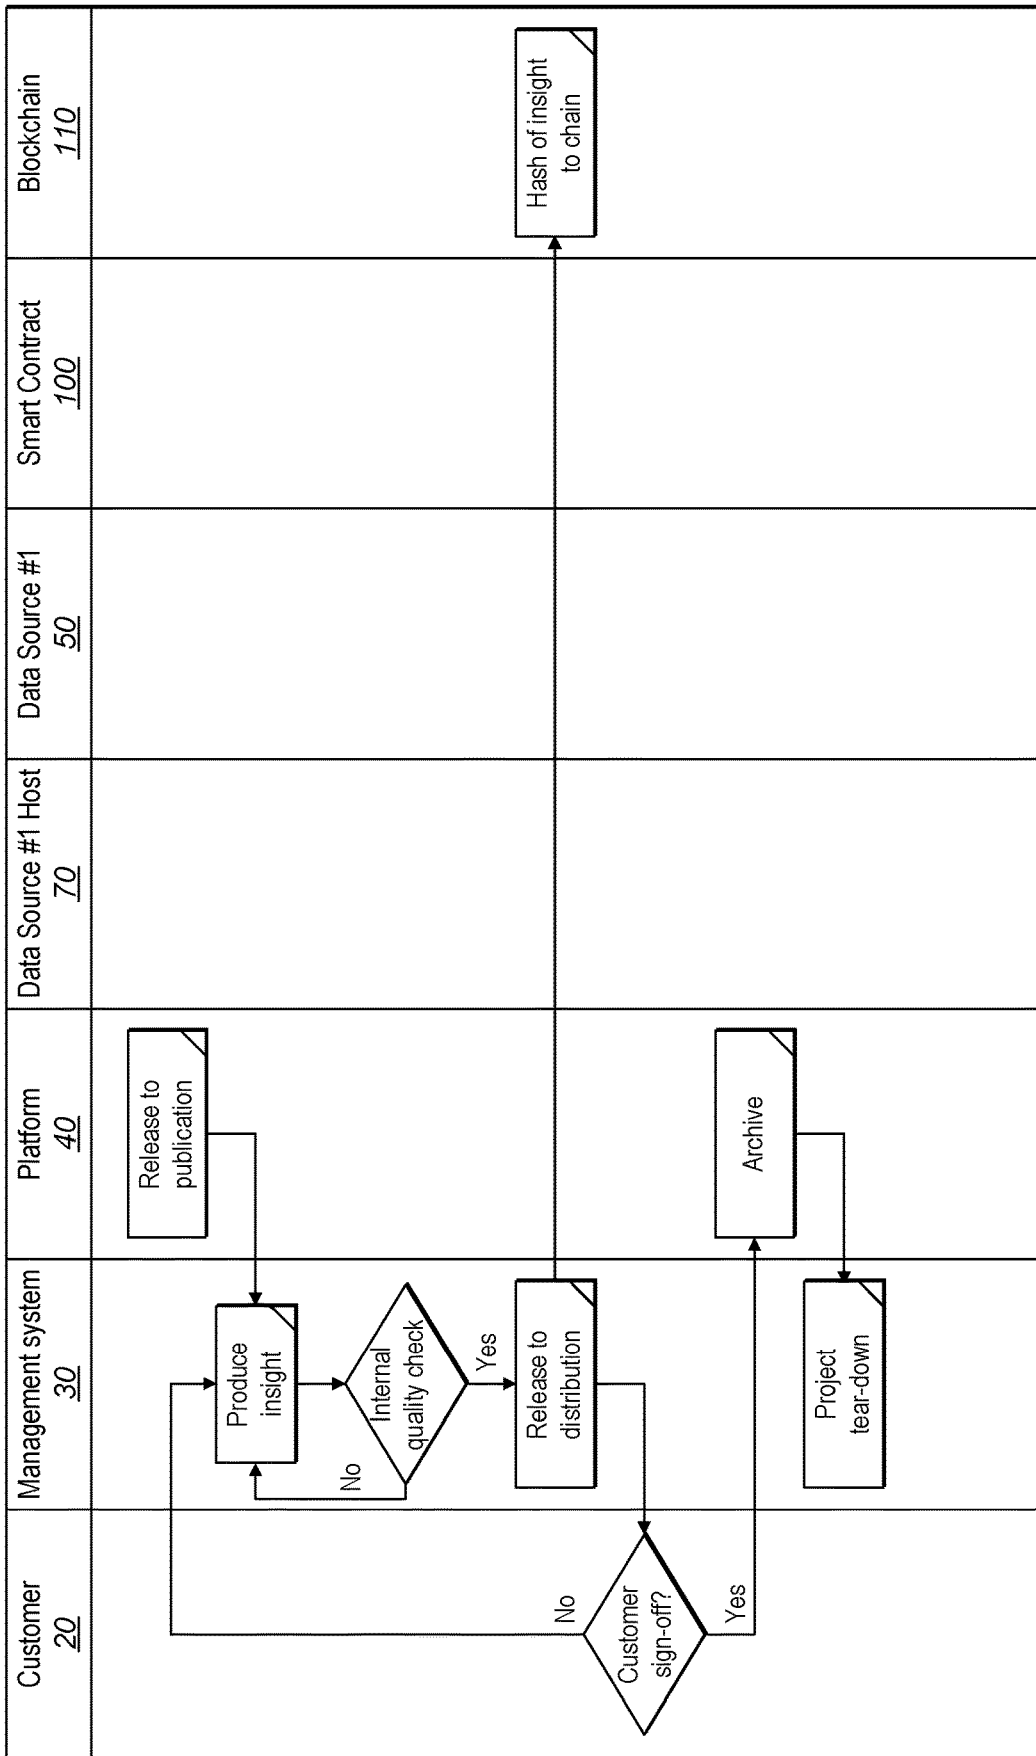 Customer
20
Management system
30
Platform
40
Data Source #1 Host
70
Data Source #1
50
Smart Contract
100
Blockchain
110
Release to
publication
Produce
insight
Internal
quality check
No
Yes
Release to
distribution
Hash of insight
to chain
Customer
sign-off?
No
Yes
Archive
Project
tear-down